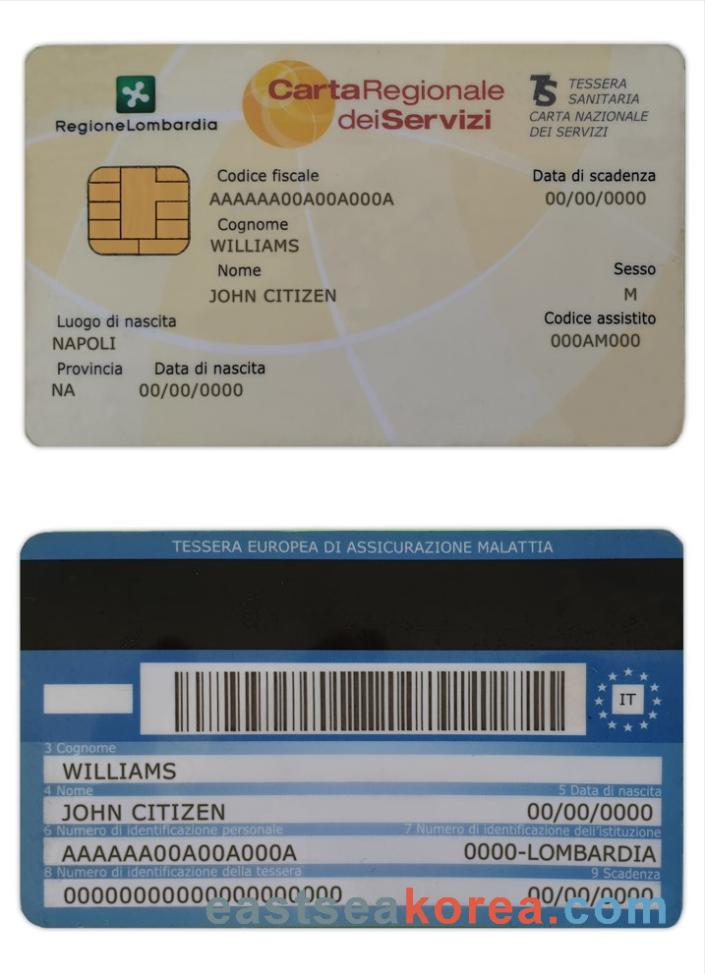 RegioneLombardia
CartaRegionale
deiServizi
TS TESSERA
SANITARIA
CARTA NAZIONALE
DEI SERVIZI
Codice fiscale
Data di scadenza
AAAAAA00A00A000A
00/00/0000
Cognome
WILLIAMS
Nome
Sesso
JOHN CITIZEN
M
Luogo di nascita
Codice assistito
NAPOLI
000AM000
Provincia Data di nascita
NA 00/00/0000
TESSERA EUROPEA DI ASSICURAZIONE MALATTIA
IT
3 Cognome
WILLIAMS
4 Nome 5 Data di nascita
JOHN CITIZEN 00/00/0000
6 Numero di identificazione personale 7 Numero di identificazione dell'istituzione
AAAAAA00A00A000A 0000-LOMBARDIA
8 Numero di identificazione della tessera 9 Scadenza
00000000000000000000 00/00/0000
eastseakorea.com